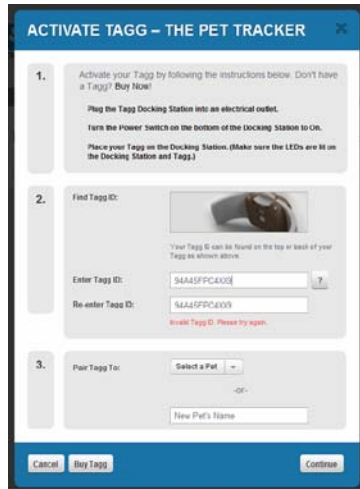 ACTIVATE TAGG – THE PET TRACKER
1.
Activate your Tagg by following the instructions below. Don't have
a Tagg? Buy Now!
Plug the Tagg Docking Station into an electrical outlet.
Turn the Power Switch on the bottom of the Docking Station to On.
Place your Tagg on the Docking Station. (Make sure the LEDs are lit on
the Docking Station and Tagg.)
2.
Find Tagg ID:
Your Tagg ID can be found on the top or back of your
Tagg as shown above.
Enter Tagg ID:
?
Re-enter Tagg ID:
Invalid Tagg ID. Please try again.
3.
Pair Tagg To:
Select a Pet
-or-
New Pet's Name
Cancel
Buy Tagg
Continue